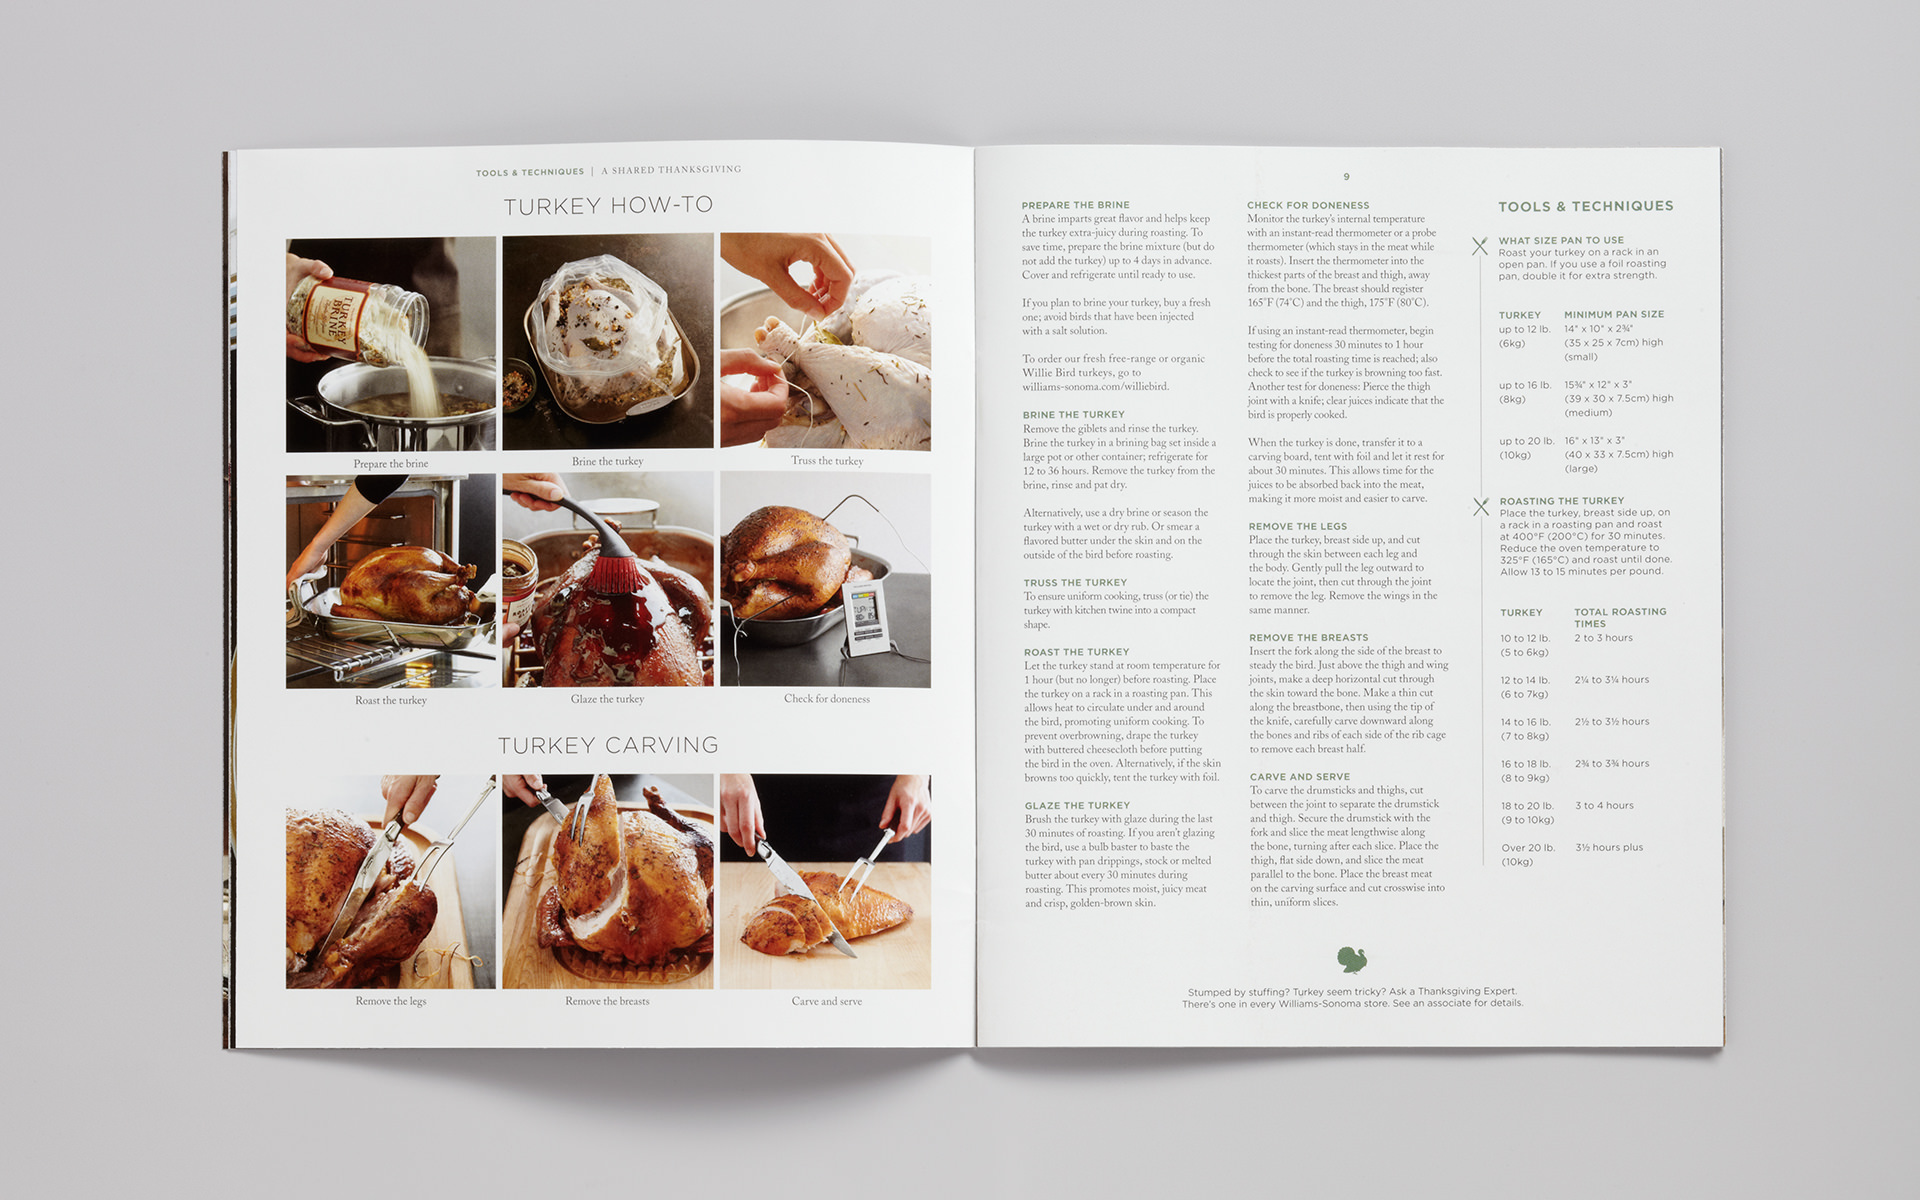 TOOLS & TECHNIQUES | A SHARED THANKSGIVING
TURKEY HOW-TO
TURKEY
BRINE
Prepare the brine
Brine the turkey
Truss the turkey
Roast the turkey
Glaze the turkey
Check for doneness
TURKEY CARVING
Remove the legs
Remove the breasts
Carve and serve
9
PREPARE THE BRINE
A brine imparts great flavor and helps keep
the turkey extra-juicy during roasting. To
save time, prepare the brine mixture (but do
not add the turkey) up to 4 days in advance.
Cover and refrigerate until ready to use.
If you plan to brine your turkey, buy a fresh
one; avoid birds that have been injected
with a salt solution.
To order our fresh free-range or organic
Willie Bird turkeys, go to
williams-sonoma.com/williebird.
BRINE THE TURKEY
Remove the giblets and rinse the turkey.
Brine the turkey in a brining bag set inside a
large pot or other container; refrigerate for
12 to 36 hours. Remove the turkey from the
brine, rinse and pat dry.
Alternatively, use a dry brine or season the
turkey with a wet or dry rub. Or smear a
flavored butter under the skin and on the
outside of the bird before roasting.
TRUSS THE TURKEY
To ensure uniform cooking, truss (or tie) the
turkey with kitchen twine into a compact
shape.
ROAST THE TURKEY
Let the turkey stand at room temperature for
1 hour (but no longer) before roasting. Place
the turkey on a rack in a roasting pan. This
allows heat to circulate under and around
the bird, promoting uniform cooking. To
prevent overbrowning, drape the turkey
with buttered cheesecloth before putting
the bird in the oven. Alternatively, if the skin
browns too quickly, tent the turkey with foil.
GLAZE THE TURKEY
Brush the turkey with glaze during the last
30 minutes of roasting. If you aren't glazing
the bird, use a bulb baster to baste the
turkey with pan drippings, stock or melted
butter about every 30 minutes during
roasting. This promotes moist, juicy meat
and crisp, golden-brown skin.
CHECK FOR DONENESS
Monitor the turkey's internal temperature
with an instant-read thermometer or a probe
thermometer (which stays in the meat while
it roasts). Insert the thermometer into the
thickest parts of the breast and thigh, away
from the bone. The breast should register
165°F (74°C) and the thigh, 175°F (80°C).
If using an instant-read thermometer, begin
testing for doneness 30 minutes to 1 hour
before the total roasting time is reached; also
check to see if the turkey is browning too fast.
Another test for doneness: Pierce the thigh
joint with a knife; clear juices indicate that the
bird is properly cooked.
When the turkey is done, transfer it to a
carving board, tent with foil and let it rest for
about 30 minutes. This allows time for the
juices to be absorbed back into the meat,
making it more moist and easier to carve.
REMOVE THE LEGS
Place the turkey, breast side up, and cut
through the skin between each leg and
the body. Gently pull the leg outward to
locate the joint, then cut through the joint
to remove the leg. Remove the wings in the
same manner.
REMOVE THE BREASTS
Insert the fork along the side of the breast to
steady the bird. Just above the thigh and wing
joints, make a deep horizontal cut through
the skin toward the bone. Make a thin cut
along the breastbone, then using the tip of
the knife, carefully carve downward along
the bones and ribs of each side of the rib cage
to remove each breast half.
CARVE AND SERVE
To carve the drumsticks and thighs, cut
between the joint to separate the drumstick
and thigh. Secure the drumstick with the
fork and slice the meat lengthwise along
the bone, turning after each slice. Place the
thigh, flat side down, and slice the meat
parallel to the bone. Place the breast meat
on the carving surface and cut crosswise into
thin, uniform slices.
TOOLS & TECHNIQUES
WHAT SIZE PAN TO USE
Roast your turkey on a rack in an
open pan. If you use a foil roasting
pan, double it for extra strength.
TURKEY MINIMUM PAN SIZE
up to 12 lb. 14" x 10" x 2¾"
(6kg) (35 x 25 x 7cm) high
(small)
up to 16 lb. 15¾" x 12" x 3"
(8kg) (39 x 30 x 7.5cm) high
(medium)
up to 20 lb. 16" x 13" x 3"
(10kg) (40 x 33 x 7.5cm) high
(large)
ROASTING THE TURKEY
Place the turkey, breast side up, on
a rack in a roasting pan and roast
at 400°F (200°C) for 30 minutes.
Reduce the oven temperature to
325°F (165°C) and roast until done.
Allow 13 to 15 minutes per pound.
TURKEY TOTAL ROASTING
TIMES
10 to 12 lb. 2 to 3 hours
(5 to 6kg)
12 to 14 lb. 2¼ to 3¼ hours
(6 to 7kg)
14 to 16 lb. 2½ to 3½ hours
(7 to 8kg)
16 to 18 lb. 2¾ to 3¾ hours
(8 to 9kg)
18 to 20 lb. 3 to 4 hours
(9 to 10kg)
Over 20 lb. 3½ hours plus
(10kg)
Stumped by stuffing? Turkey seem tricky? Ask a Thanksgiving Expert.
There's one in every Williams-Sonoma store. See an associate for details.